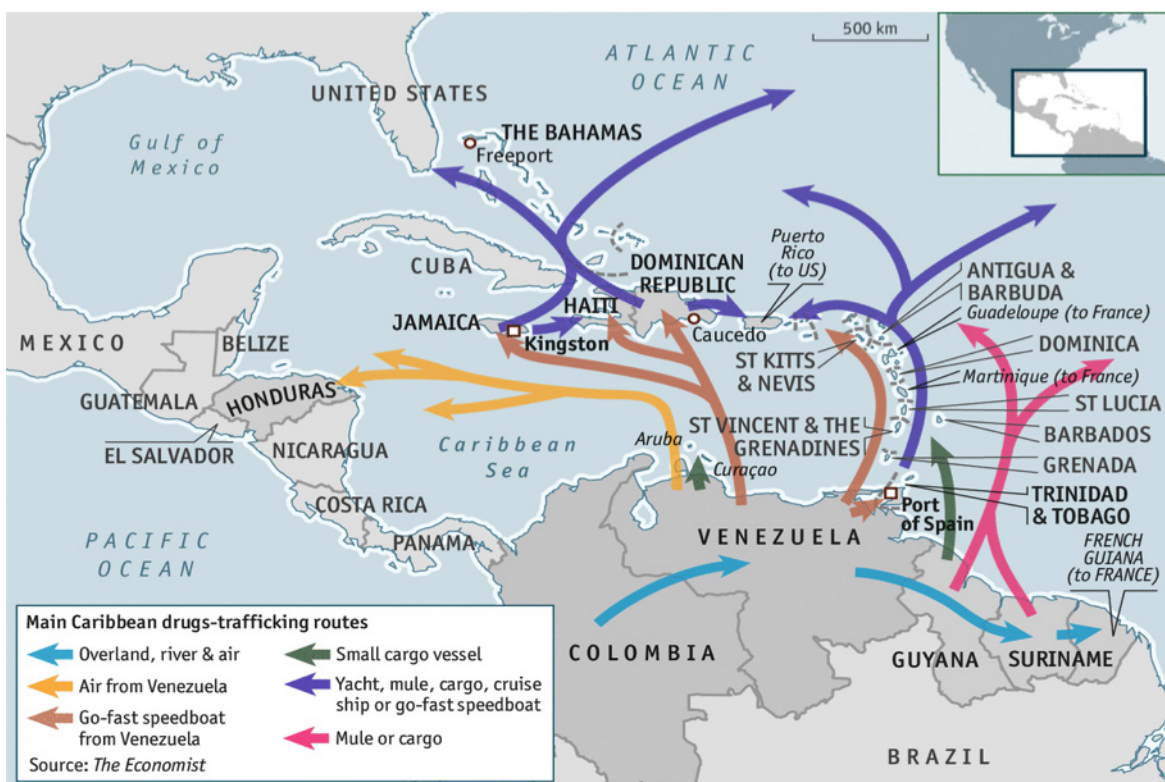 500 km
ATLANTIC
OCEAN
UNITED STATES
Gulf of
Mexico
THE BAHAMAS
Freeport
CUBA
Puerto
Rico
(to US)
DOMINICAN
REPUBLIC
HAITI
JAMAICA
Kingston
Caucedo
ANTIGUA &
BARBUDA
Guadeloupe (to France)
MEXICO
BELIZE
ST KITTS
& NEVIS
DOMINICA
Martinique (to France)
GUATEMALA
HONDURAS
ST LUCIA
ST VINCENT & THE
GRENADINES
BARBADOS
EL SALVADOR
NICARAGUA
Caribbean
Sea
Aruba
Curaçao
GRENADA
COSTA RICA
Port
of Spain
TRINIDAD
& TOBAGO
PANAMA
VENEZUELA
PACIFIC
OCEAN
FRENCH
GUIANA
(to FRANCE)
COLOMBIA
GUYANA
SURINAME
BRAZIL
Main Caribbean drugs-trafficking routes
Overland, river & air
Air from Venezuela
Go-fast speedboat
from Venezuela
Small cargo vessel
Yacht, mule, cargo, cruise
ship or go-fast speedboat
Mule or cargo
Source: The Economist